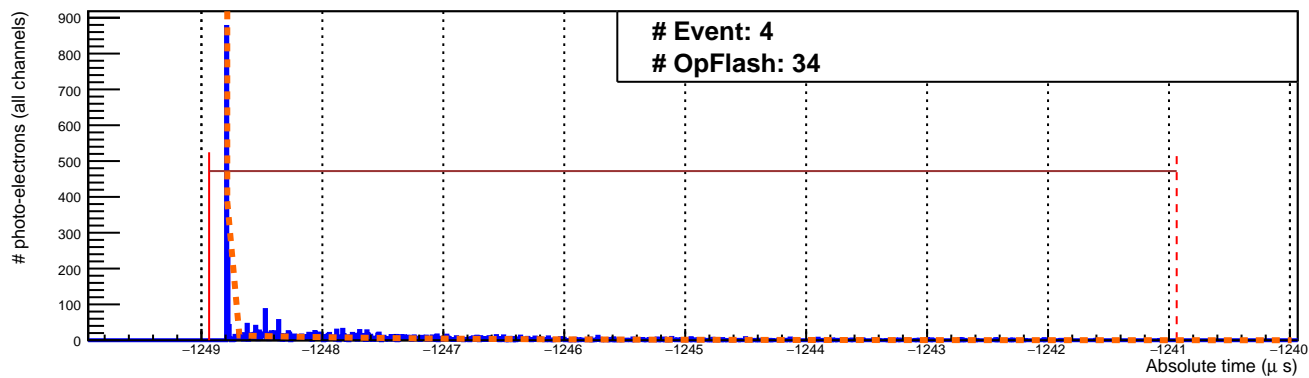 # Event: 4
# OpFlash: 34
# photo-electrons (all channels)
900
800
700
600
500
400
300
200
100
0
−1249 −1248 −1247 −1246 −1245 −1244 −1243 −1242 −1241 −1240
Absolute time (μ s)